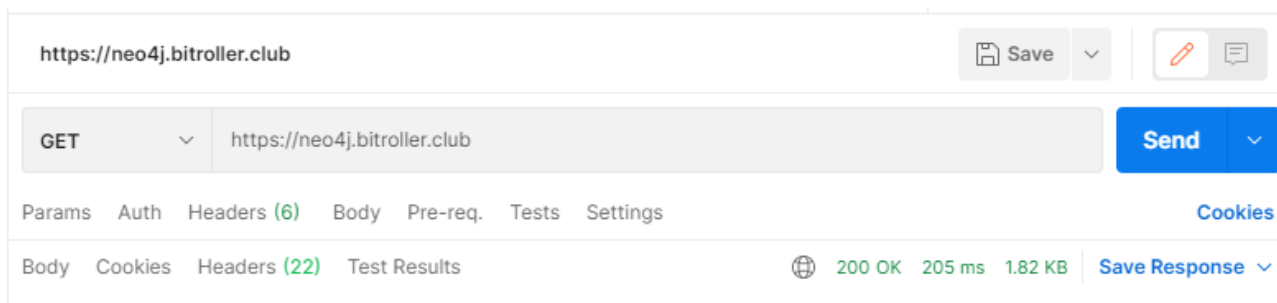 https://neo4j.bitroller.club Save
GET https://neo4j.bitroller.club Send
Params Auth Headers (6) Body Pre-req. Tests Settings Cookies
Body Cookies Headers (22) Test Results 200 OK 205 ms 1.82 KB Save Response